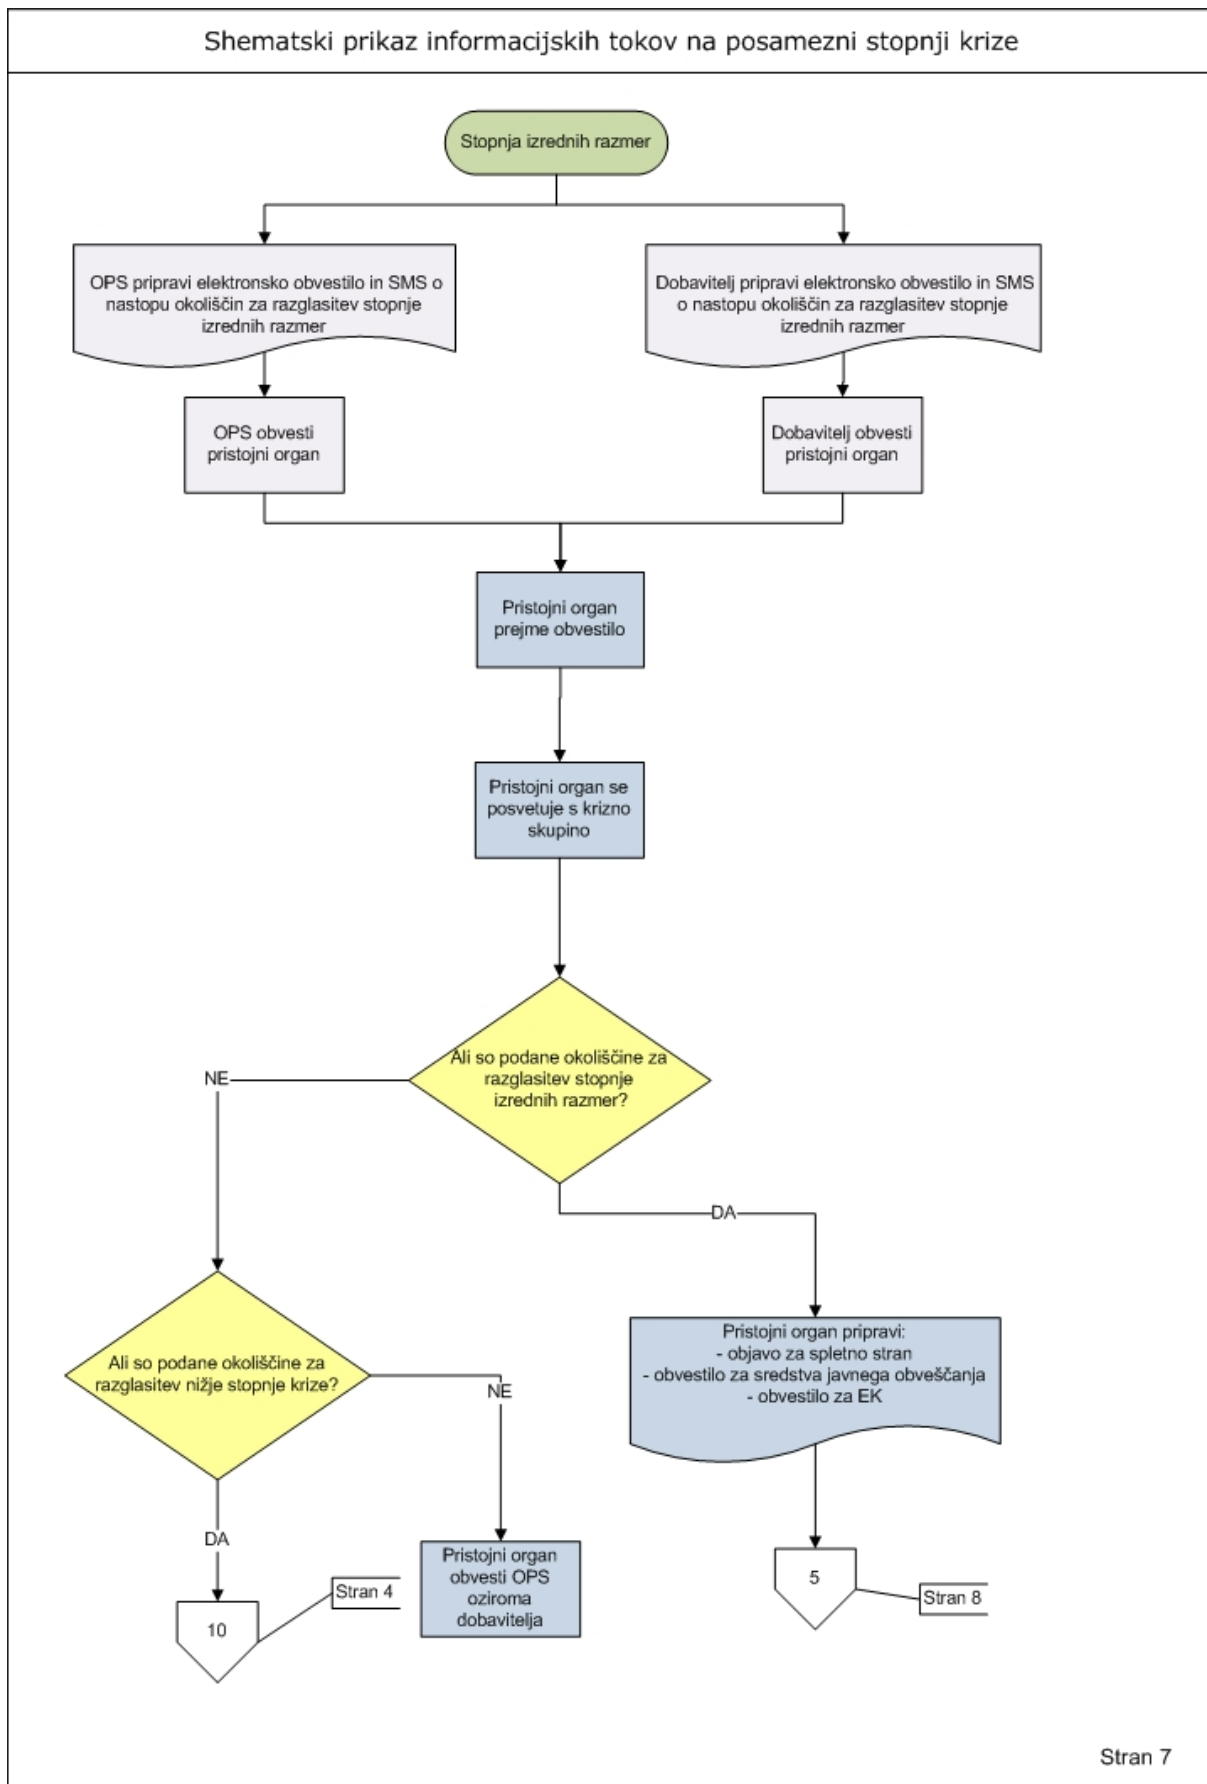 Shematski prikaz informacijskih tokov na posamezni stopnji krize
Stopnja izrednih razmer
OPS pripravi elektronsko obvestilo in SMS o
nastopu okoliščin za razglasitev stopnje
izrednih razmer
Dobavitelj pripravi elektronsko obvestilo in SMS
o nastopu okoliščin za razglasitev stopnje
izrednih razmer
OPS obvesti
pristojni organ
Dobavitelj obvesti
pristojni organ
Pristojni organ
prejme obvestilo
Pristojni organ se
posvetuje s krizno
skupino
Ali so podane okoliščine za
razglasitev stopnje
izrednih razmer?
NE
DA
Ali so podane okoliščine za
razglasitev nižje stopnje krize?
NE
DA
Pristojni organ pripravi:
- objavo za spletno stran
- obvestilo za sredstva javnega obveščanja
- obvestilo za EK
Pristojni organ
obvesti OPS
oziroma
dobavitelja
10
Stran 4
5
Stran 8
Stran 7